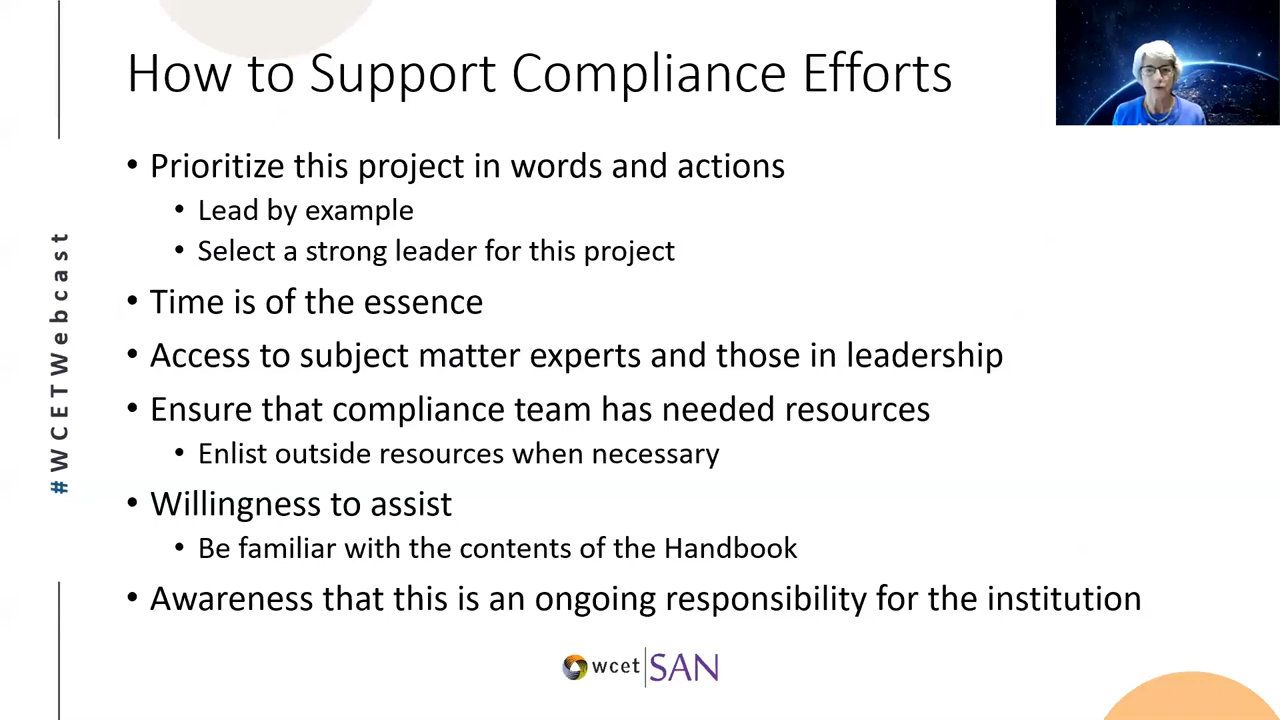 How to Support Compliance Efforts
• Prioritize this project in words and actions
• Lead by example
• Select a strong leader for this project
• Time is of the essence
• Access to subject matter experts and those in leadership
• Ensure that compliance team has needed resources
• Enlist outside resources when necessary
• Willingness to assist
• Be familiar with the contents of the Handbook
• Awareness that this is an ongoing responsibility for the institution
#WCETWebcast
wcet SAN